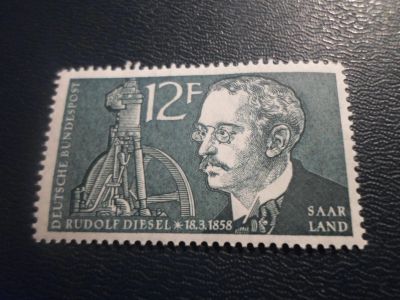 DEUTSCHE BUNDESPOST
12F
RUDOLF DIESEL * 18.3.1858
SAAR
LAND